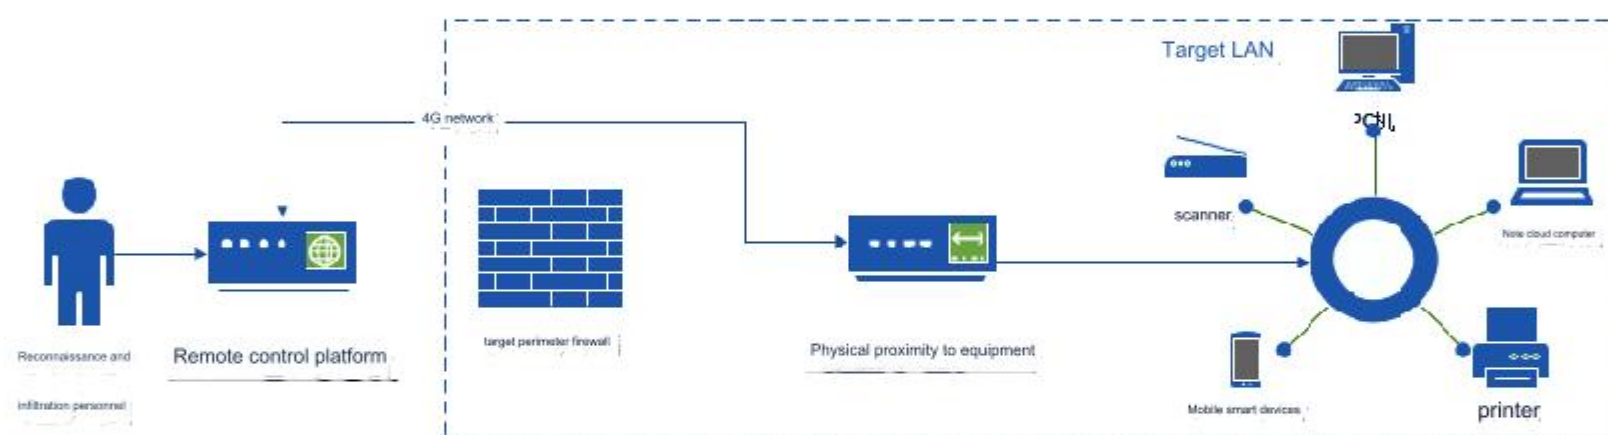 Target LAN
4G network
scanner
Note cloud computer
Reconnaissance and
infiltration personnel
Remote control platform
target perimeter firewall
Physical proximity to equipment
Mobile smart devices
printer